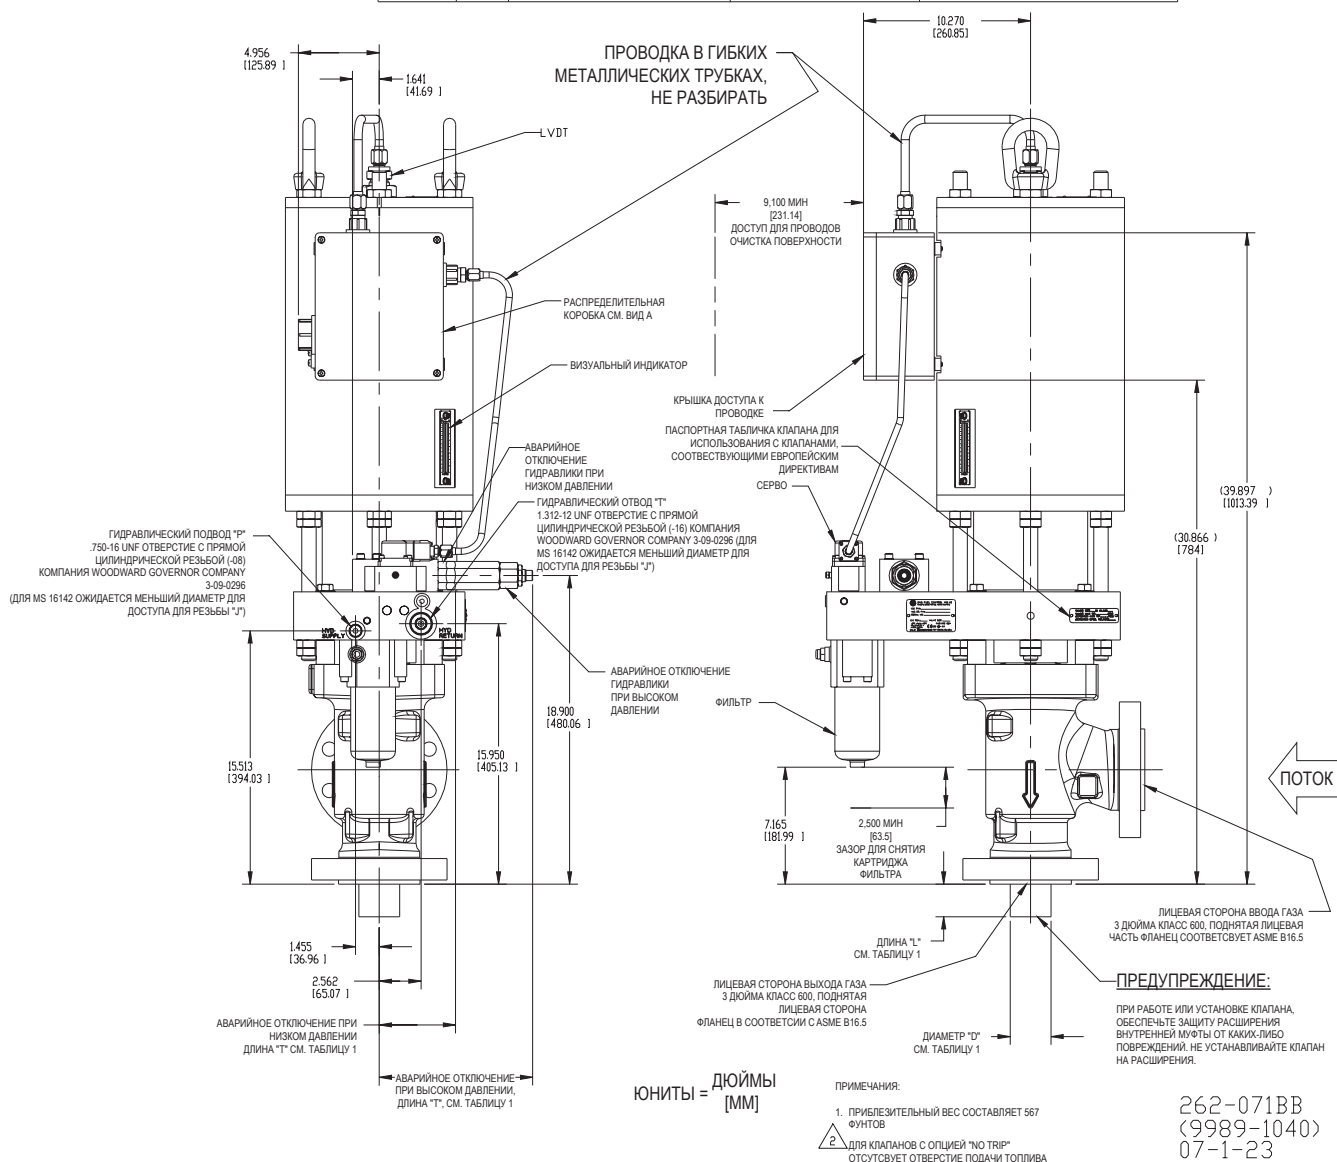 10.270
[260.85]
4.956
[125.89 ]
1.641
[41.69 ]
ПРОВОДКА В ГИБКИХ
МЕТАЛЛИЧЕСКИХ ТРУБКАХ,
НЕ РАЗБИРАТЬ
LVDT
9,100 МИН
[231.14]
ДОСТУП ДЛЯ ПРОВОДОВ
ОЧИСТКА ПОВЕРХНОСТИ
РАСПРЕДЕЛИТЕЛЬНАЯ
КОРОБКА СМ. ВИД А
ВИЗУАЛЬНЫЙ ИНДИКАТОР
КРЫШКА ДОСТУПА К
ПРОВОДКЕ
ПАСПОРТНАЯ ТАБЛИЧКА КЛАПАНА ДЛЯ
ИСПОЛЬЗОВАНИЯ С КЛАПАНАМИ,
СООТВЕСТВУЮЩИМИ ЕВРОПЕЙСКИМ
ДИРЕКТИВАМ
СЕРВО
АВАРИЙНОЕ
ОТКЛЮЧЕНИЕ
ГИДРАВЛИКИ ПРИ
НИЗКОМ ДАВЛЕНИИ
ГИДРАВЛИЧЕСКИЙ ОТВОД "T"
1.312-12 UNF ОТВЕРСТИЕ С ПРЯМОЙ
ЦИЛИНДРИЧЕСКОЙ РЕЗЬБОЙ (-16) КОМПАНИЯ
WOODWARD GOVERNOR COMPANY 3-09-0296 (ДЛЯ
MS 16142 ОЖИДАЕТСЯ МЕНЬШИЙ ДИАМЕТР ДЛЯ
ДОСТУПА ДЛЯ РЕЗЬБЫ "J")
ГИДРАВЛИЧЕСКИЙ ПОДВОД "P"
.750-16 UNF ОТВЕРСТИЕ С ПРЯМОЙ
ЦИЛИНДРИЧЕСКОЙ РЕЗЬБОЙ (-08)
КОМПАНИЯ WOODWARD GOVERNOR COMPANY
3-09-0296
(ДЛЯ MS 16142 ОЖИДАЕТСЯ МЕНЬШИЙ ДИАМЕТР ДЛЯ
ДОСТУПА ДЛЯ РЕЗЬБЫ "J")
(39.897 )
[1013.39 ]
(30.866 )
[784]
HYD
SUPPLY
HYD
RETURN
АВАРИЙНОЕ ОТКЛЮЧЕНИЕ
ГИДРАВЛИКИ
ПРИ ВЫСОКОМ
ДАВЛЕНИИ
ФИЛЬТР
18.900
[480.06 ]
15.950
[405.13 ]
15.513
[394.03 ]
ПОТОК
7.165
[181.99 ]
2,500 МИН
[63.5]
ЗАЗОР ДЛЯ СНЯТИЯ
КАРТРИДЖА
ФИЛЬТРА
ЛИЦЕВАЯ СТОРОНА ВВОДА ГАЗА
3 ДЮЙМА КЛАСС 600, ПОДНЯТАЯ ЛИЦЕВАЯ
ЧАСТЬ ФЛАНЕЦ СООТВЕТСВУЕТ ASME B16.5
ДЛИНА "L"
СМ. ТАБЛИЦУ 1
1.455
[36.96 ]
2.562
[65.07 ]
ЛИЦЕВАЯ СТОРОНА ВЫХОДА ГАЗА
3 ДЮЙМА КЛАСС 600, ПОДНЯТАЯ
ЛИЦЕВАЯ СТОРОНА
ФЛАНЕЦ В СООТВЕТСИИ С ASME B16.5
ПРЕДУПРЕЖДЕНИЕ:
ПРИ РАБОТЕ ИЛИ УСТАНОВКЕ КЛАПАНА,
ОБЕСПЕЧЬТЕ ЗАЩИТУ РАСШИРЕНИЯ
ВНУТРЕННЕЙ МУФТЫ ОТ КАКИХ-ЛИБО
ПОВРЕЖДЕНИЙ. НЕ УСТАНАВЛИВАЙТЕ КЛАПАН
НА РАСШИРЕНИЯ.
АВАРИЙНОЕ ОТКЛЮЧЕНИЕ ПРИ
НИЗКОМ ДАВЛЕНИИ
ДЛИНА "T" СМ. ТАБЛИЦУ 1
ДИАМЕТР "D"
СМ. ТАБЛИЦУ 1
АВАРИЙНОЕ ОТКЛЮЧЕНИЕ
ПРИ ВЫСОКОМ ДАВЛЕНИИ,
ДЛИНА "T", СМ. ТАБЛИЦУ 1
ЮНИТЫ = ДЮЙМЫ
[ММ]
ПРИМЕЧАНИЯ:
1. ПРИБЛЕЗИТЕЛЬНЫЙ ВЕС СОСТАВЛЯЕТ 567
ФУНТОВ
2 ДЛЯ КЛАПАНОВ С ОПЦИЕЙ "NO TRIP"
ОТСУТСВУЕТ ОТВЕРСТИЕ ПОДАЧИ ТОПЛИВА
262-071BB
(9989-1040)
07-1-23